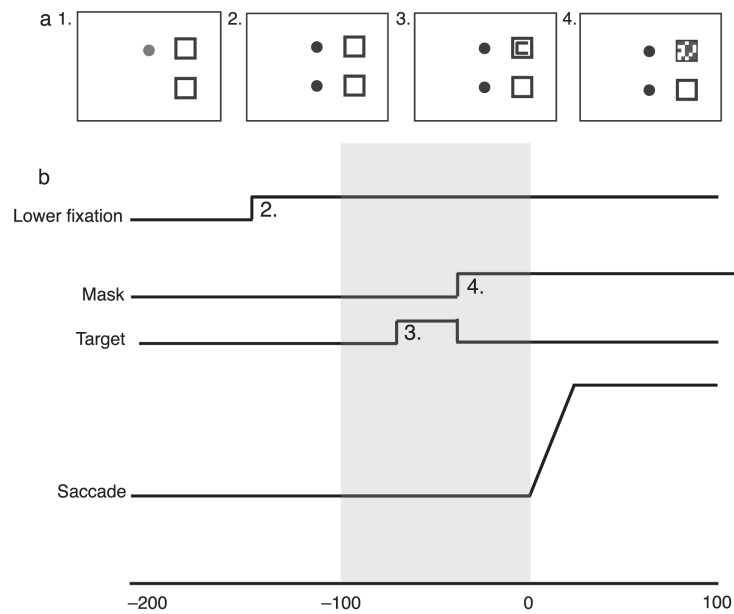 a 1. 2. 3. 4.
b
Lower fixation 2.
Mask 4.
Target 3.
Saccade
−200 −100 0 100